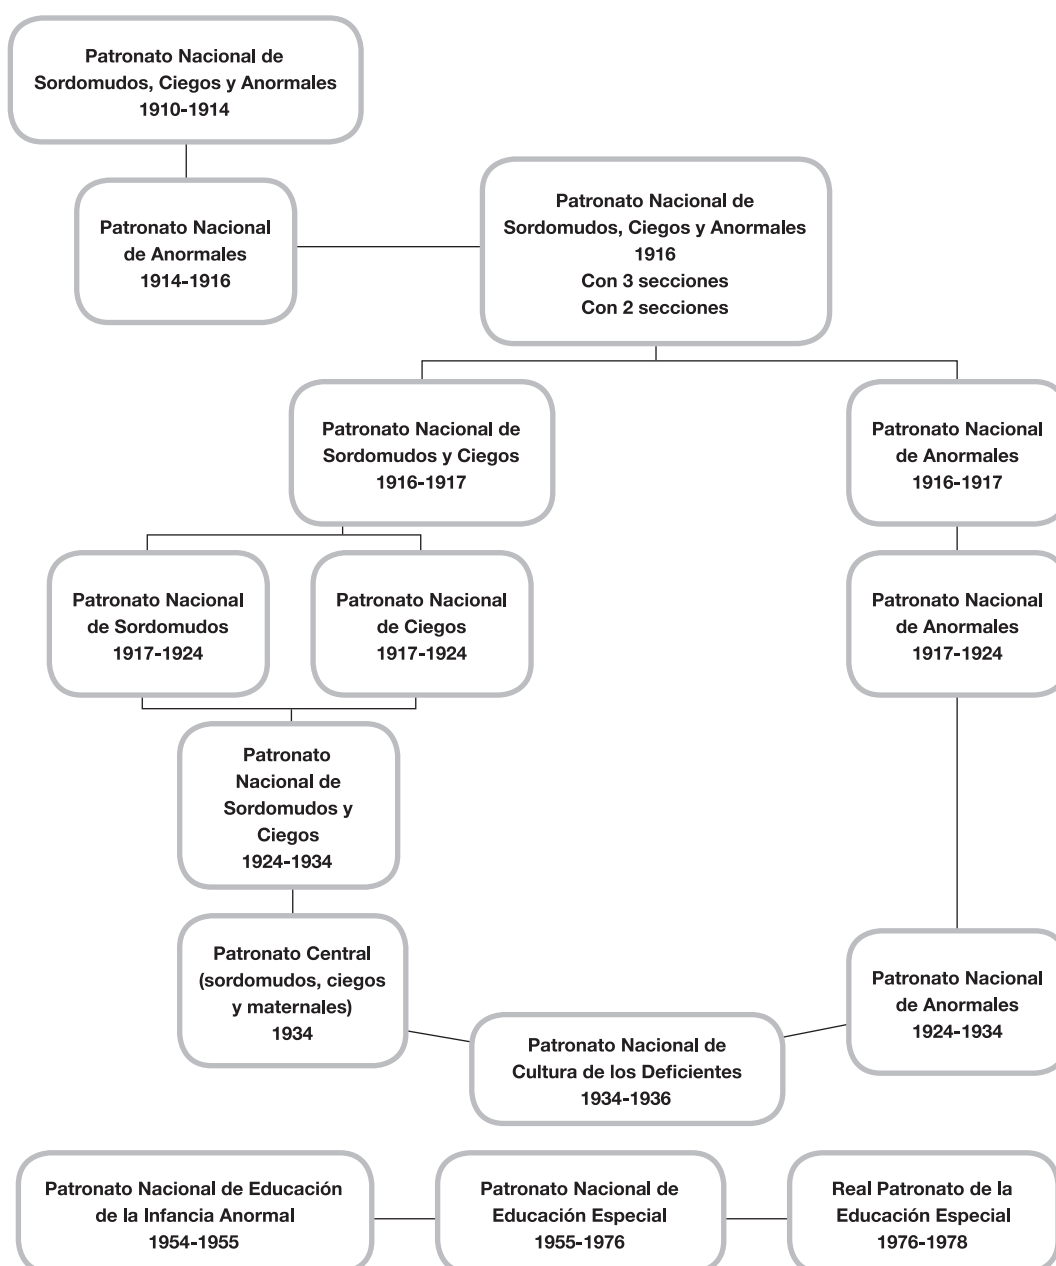 Patronato Nacional de
Sordomudos, Ciegos y Anormales
1910-1914
Patronato Nacional
de Anormales
1914-1916
Patronato Nacional de
Sordomudos, Ciegos y Anormales
1916
Con 3 secciones
Con 2 secciones
Patronato Nacional de
Sordomudos y Ciegos
1916-1917
Patronato Nacional
de Anormales
1916-1917
Patronato Nacional
de Sordomudos
1917-1924
Patronato Nacional
de Ciegos
1917-1924
Patronato Nacional
de Anormales
1917-1924
Patronato
Nacional de
Sordomudos y
Ciegos
1924-1934
Patronato Central
(sordomudos, ciegos
y maternales)
1934
Patronato Nacional
de Anormales
1924-1934
Patronato Nacional de
Cultura de los Deficientes
1934-1936
Patronato Nacional de Educación
de la Infancia Anormal
1954-1955
Patronato Nacional de
Educación Especial
1955-1976
Real Patronato de la
Educación Especial
1976-1978